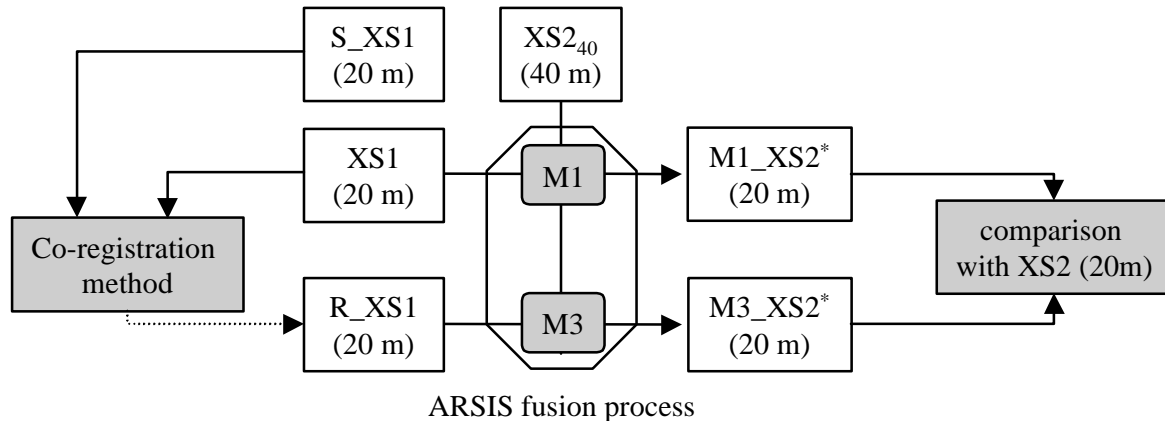 S_XS1
(20 m)
XS2₄₀
(40 m)
XS1
(20 m)
M1
M1_XS2*
(20 m)
Co-registration
method
comparison
with XS2 (20m)
R_XS1
(20 m)
M3
M3_XS2*
(20 m)
ARSIS fusion process